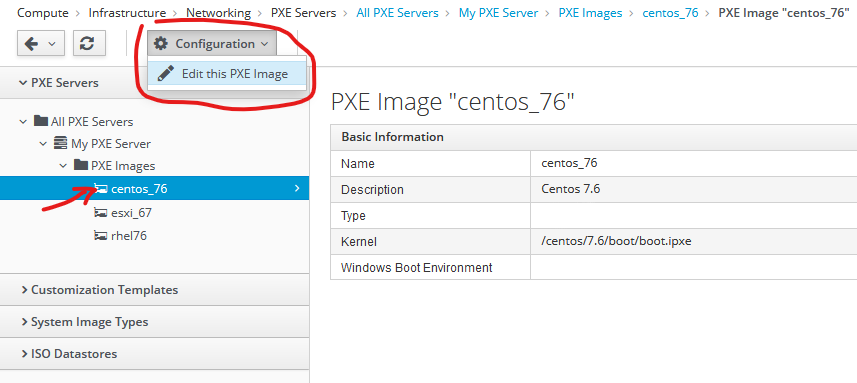 Compute > Infrastructure > Networking > PXE Servers > All PXE Servers > My PXE Server > PXE Images > centos_76 > PXE Image "centos_76"
Configuration
Edit this PXE Image
PXE Servers
All PXE Servers
My PXE Server
PXE Images
centos_76
esxi_67
rhel76
Customization Templates
System Image Types
ISO Datastores
PXE Image "centos_76"
Basic Information
Name centos_76
Description Centos 7.6
Type
Kernel /centos/7.6/boot/boot.ipxe
Windows Boot Environment